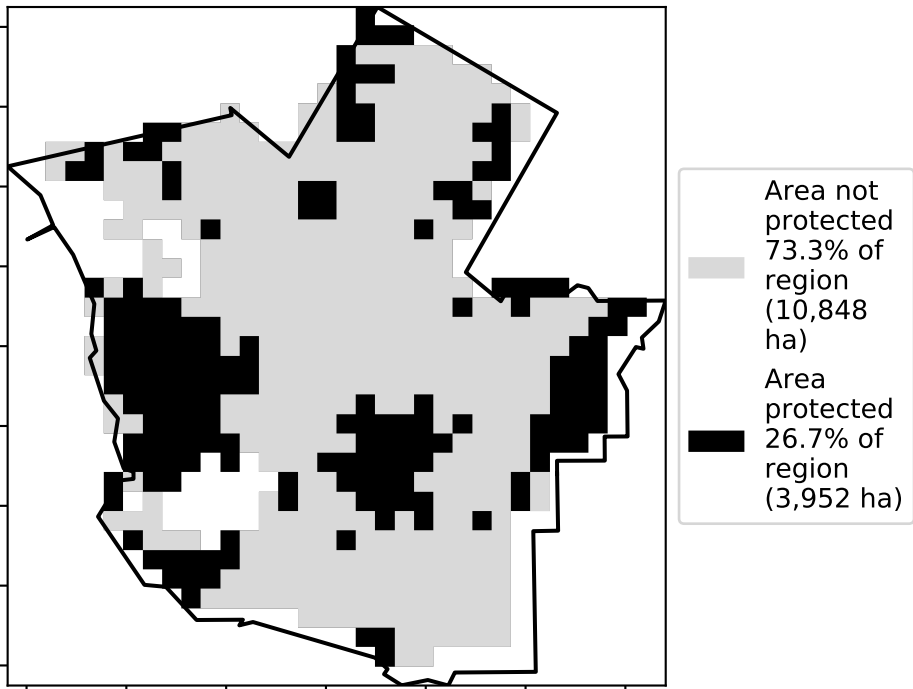 Area not
protected
73.3% of
region
(10,848
ha)
Area
protected
26.7% of
region
(3,952 ha)